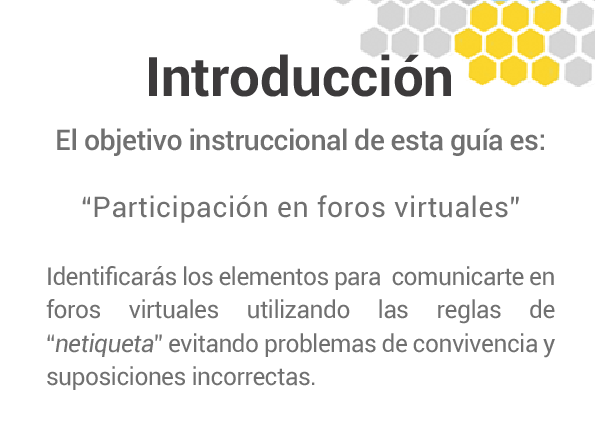 Introducción
El objetivo instruccional de esta guía es:
“Participación en foros virtuales”
Identificarás los elementos para comunicarte en
foros virtuales utilizando las reglas de
“netiqueta” evitando problemas de convivencia y
suposiciones incorrectas.